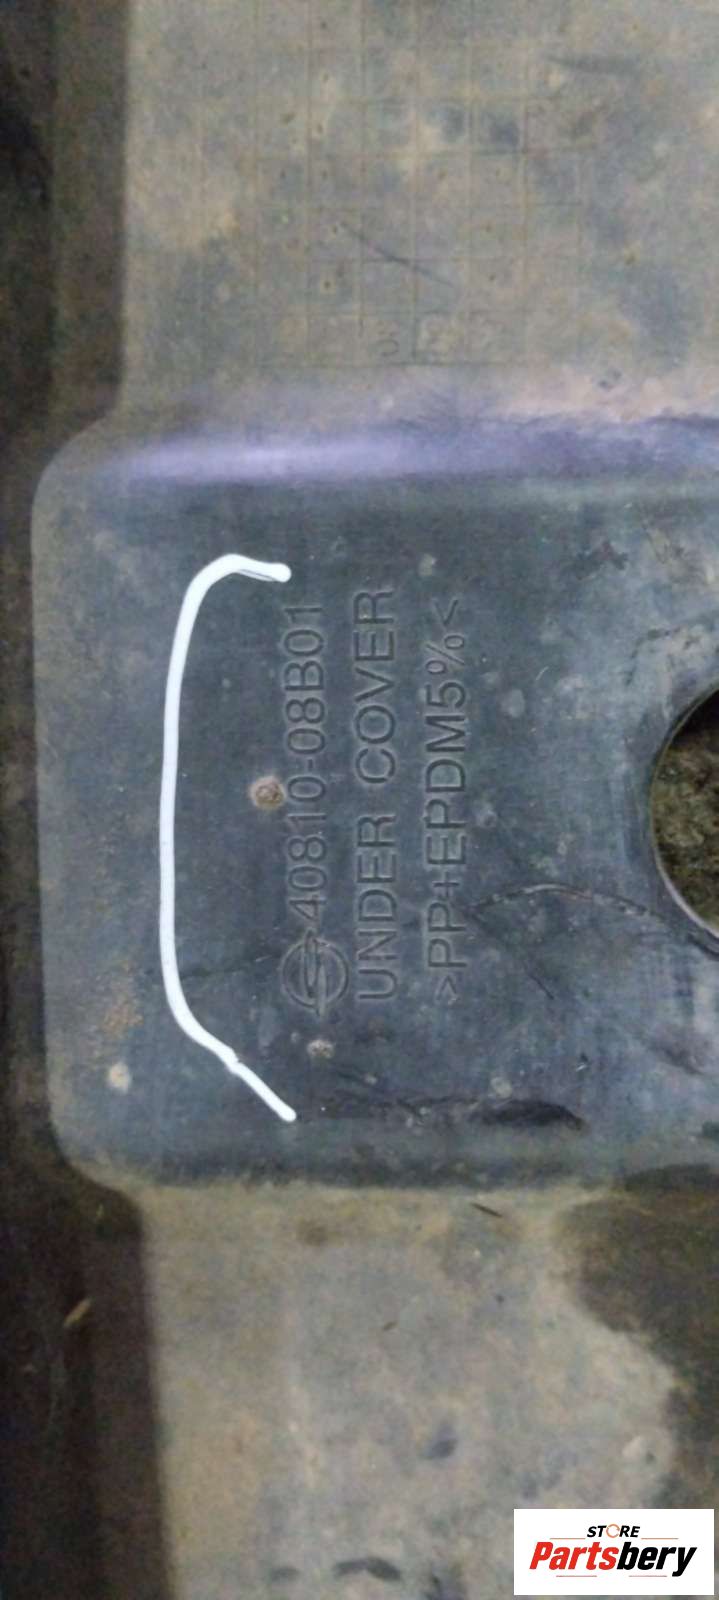 40810-08B01
UNDER COVER
>PP+EPDM5%<
STORE
Partsbery